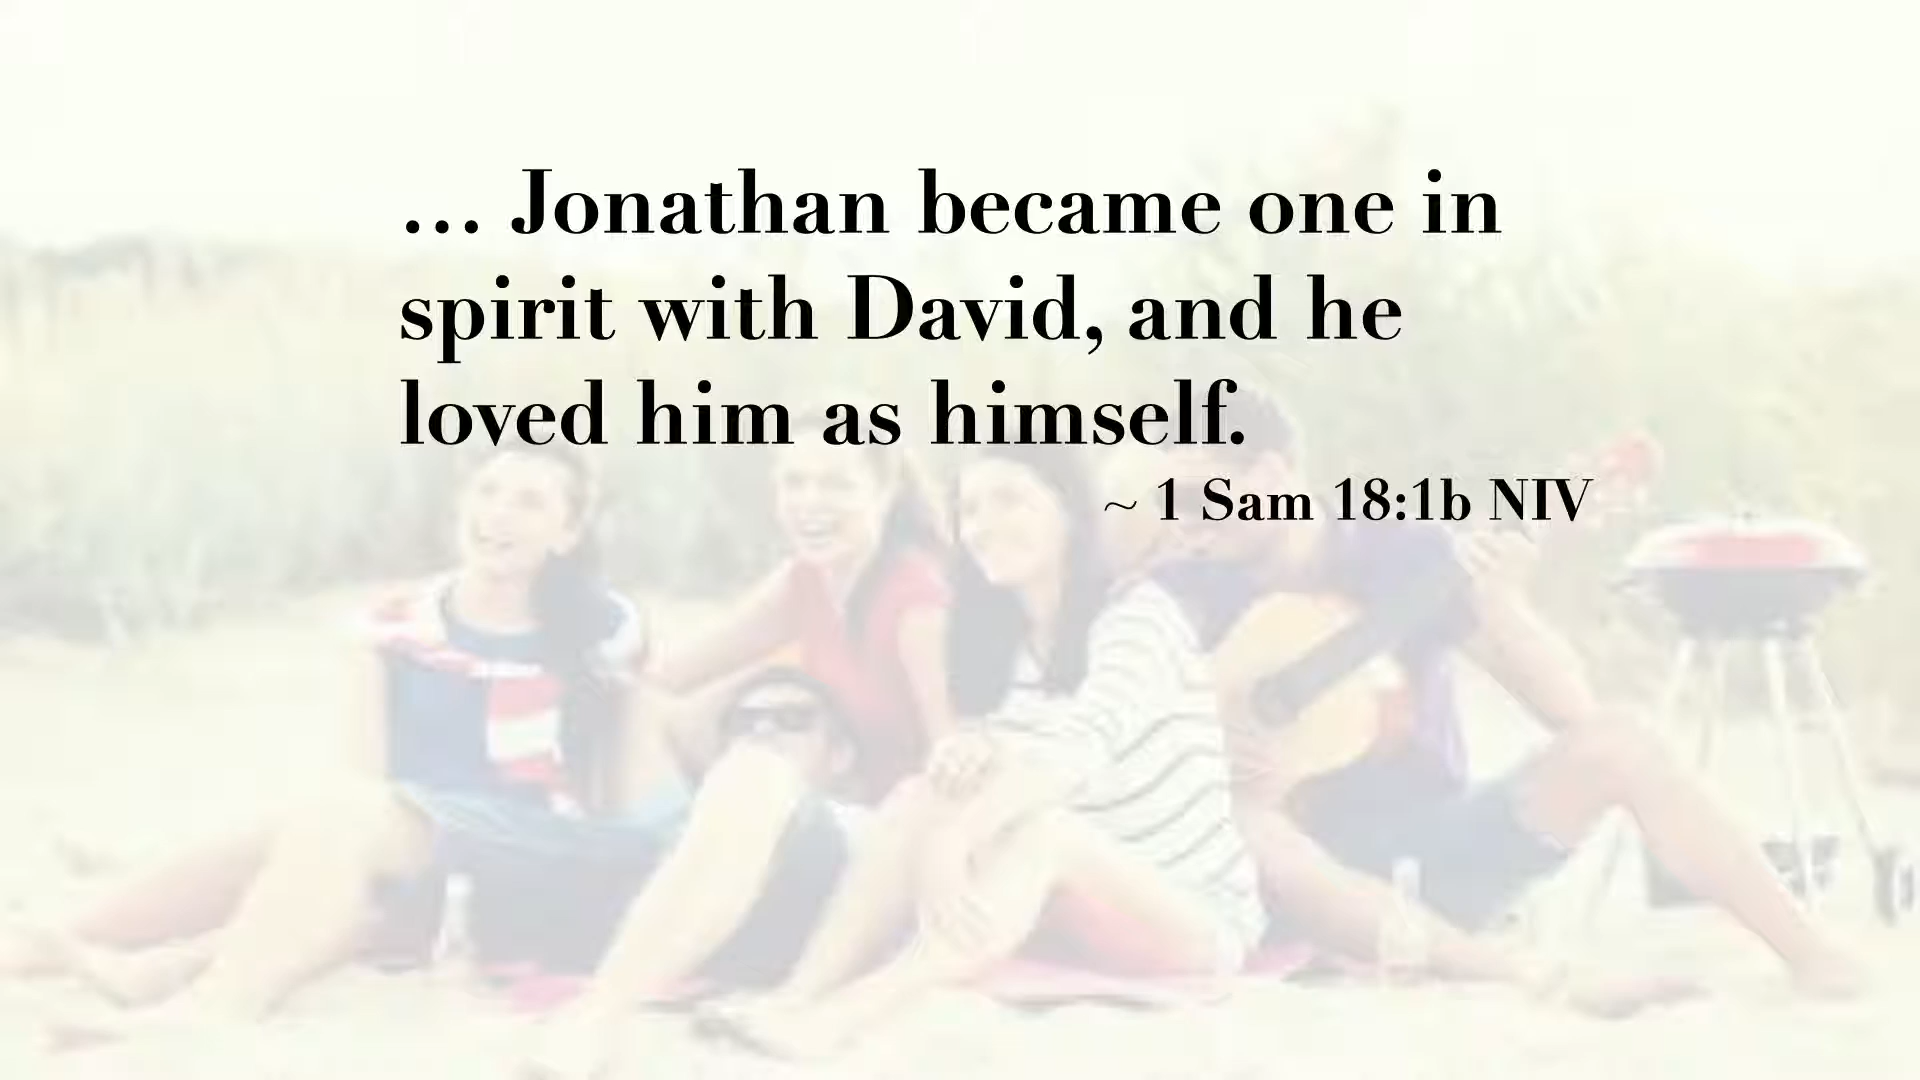 ... Jonathan became one in
spirit with David, and he
loved him as himself.
~ 1 Sam 18:1b NIV